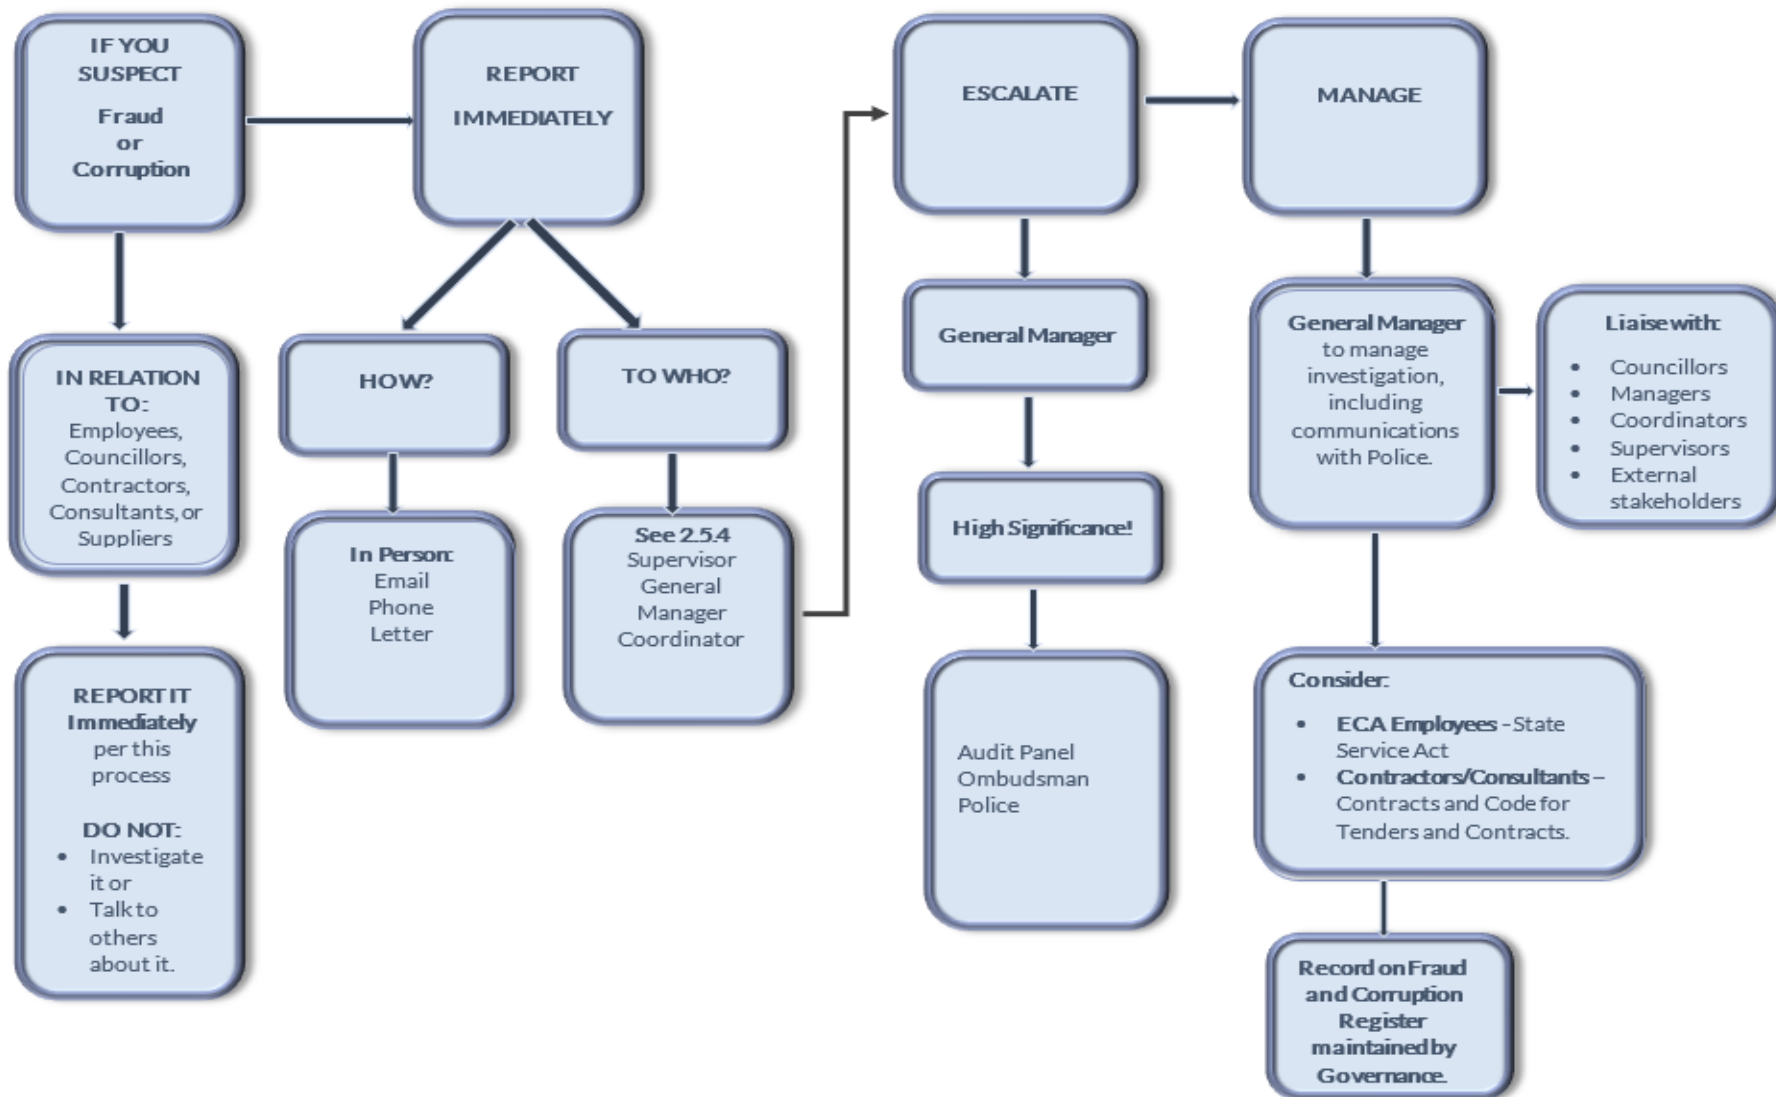 IF YOU
SUSPECT
Fraud
or
Corruption
REPORT
IMMEDIATELY
ESCALATE
MANAGE
IN RELATION
TO:
Employees,
Councillors,
Contractors,
Consultants, or
Suppliers
HOW?
TO WHO?
General Manager
General Manager
to manage
investigation,
including
communications
with Police.
Liaise with:
• Councillors
• Managers
• Coordinators
• Supervisors
• External
stakeholders
REPORT IT
Immediately
per this
process
DO NOT:
• Investigate
it or
• Talk to
others
about it.
In Person:
Email
Phone
Letter
See 2.5.4
Supervisor
General
Manager
Coordinator
High Significance!
Audit Panel
Ombudsman
Police
Consider:
• ECA Employees - State
Service Act
• Contractors/Consultants –
Contracts and Code for
Tenders and Contracts.
Record on Fraud
and Corruption
Register
maintained by
Governance.